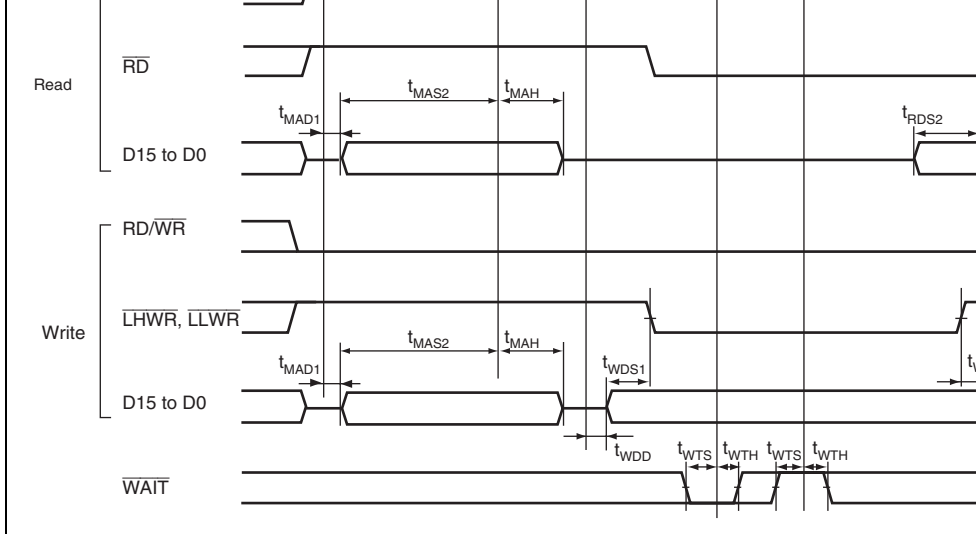 RD
Read
tMAD1 tMAS2 tMAH tRDS2
D15 to D0
RD/WR
LHWR, LLWR
Write
tMAD1 tMAS2 tMAH tWDS1
D15 to D0
tWDD
tWTS tWTH tWTS tWTH
WAIT